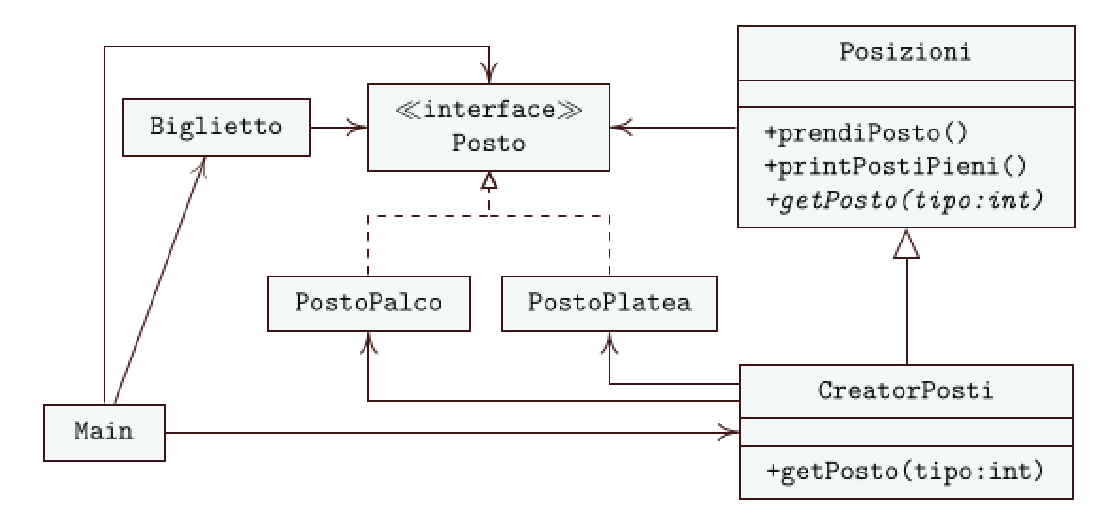 Posizioni
+prendiPosto()
+printPostiPieni()
+getPosto(tipo:int)
≪interface≫
Posto
Biglietto
PostoPalco
PostoPlatea
CreatorPosti
+getPosto(tipo:int)
Main